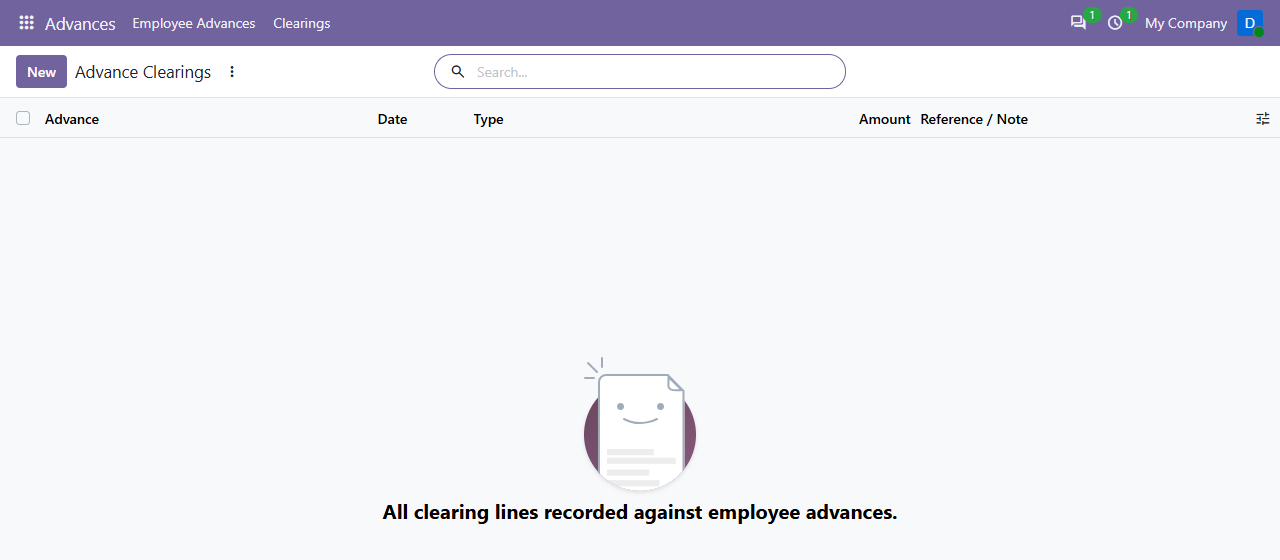 Advances Employee Advances Clearings 1 1 My Company D
New Advance Clearings Search...
Advance Date Type Amount Reference / Note
All clearing lines recorded against employee advances.